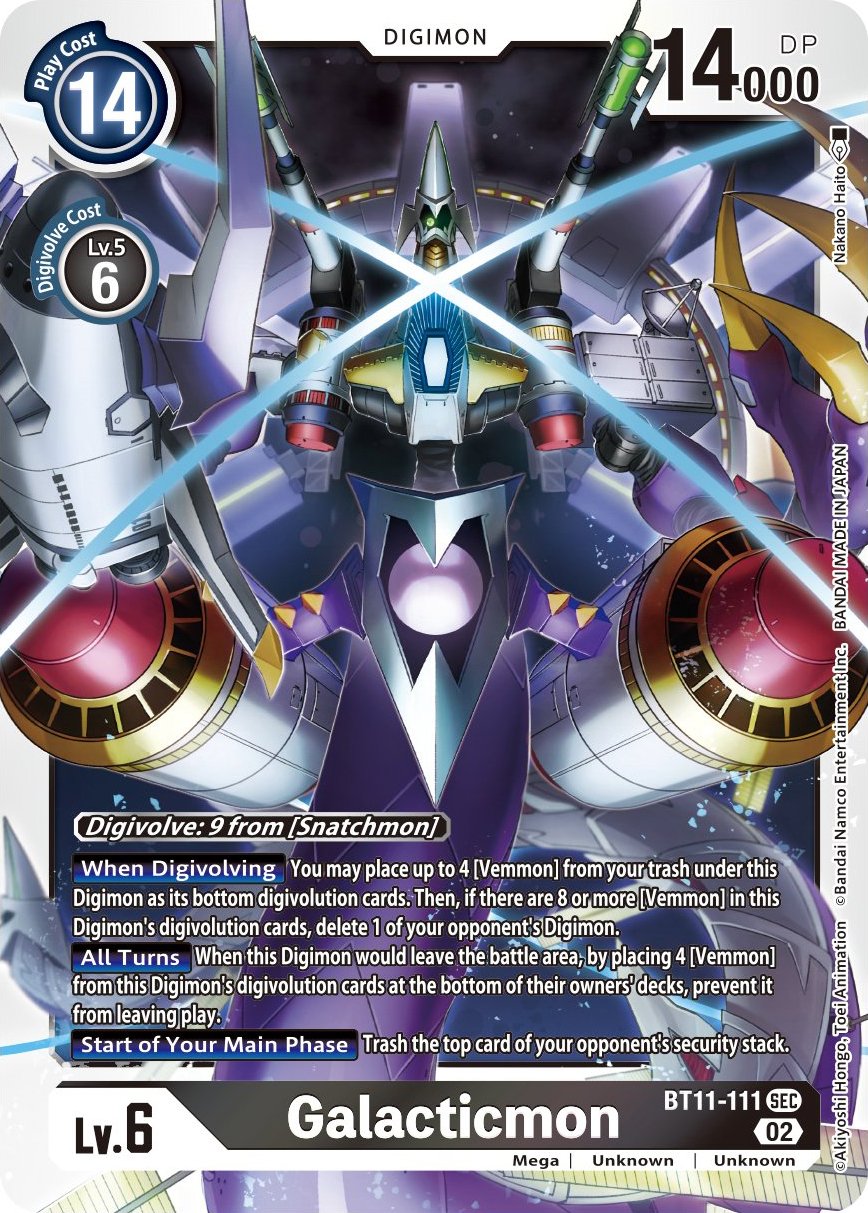 DIGIMON
Play Cost
14
DP
14000
Digivolve Cost
Lv.5
6
Nakano Haito
Digivolve: 9 from [Snatchmon]
When Digivolving You may place up to 4 [Vemmon] from your trash under this
Digimon as its bottom digivolution cards. Then, if there are 8 or more [Vemmon] in this
Digimon's digivolution cards, delete 1 of your opponent's Digimon.
All Turns When this Digimon would leave the battle area, by placing 4 [Vemmon]
from this Digimon's digivolution cards at the bottom of their owners' decks, prevent it
from leaving play.
Start of Your Main Phase Trash the top card of your opponent's security stack.
©Akiyoshi Hongo, Toei Animation ©Bandai Namco Entertainment Inc. BANDAI MADE IN JAPAN
Lv.6
Galacticmon
BT11-111 SEC
02
Mega | Unknown | Unknown